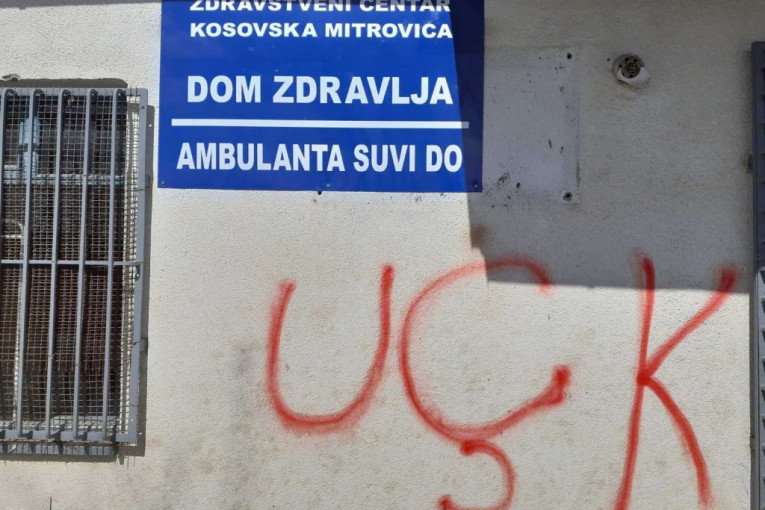 ZDRAVSTVENI CENTAR
KOSOVSKA MITROVICA
DOM ZDRAVLJA
AMBULANTA SUVI DO
UÇK